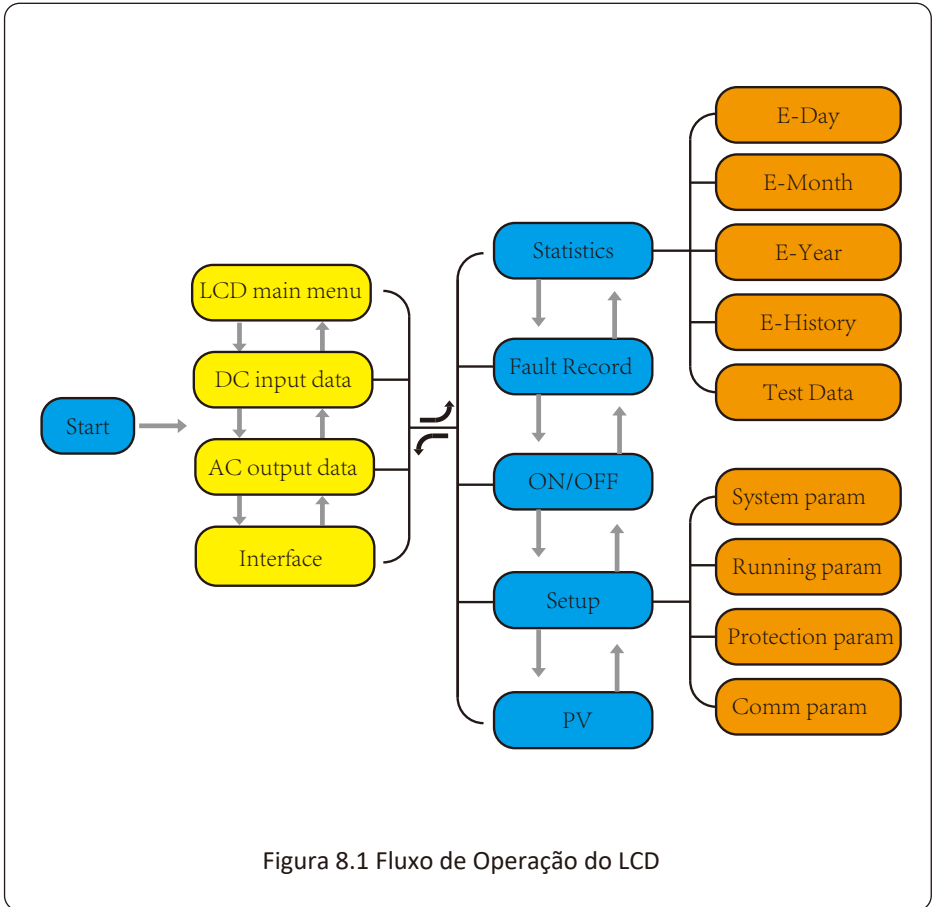 Start
LCD main menu
DC input data
AC output data
Interface
Statistics
Fault Record
ON/OFF
Setup
PV
E-Day
E-Month
E-Year
E-History
Test Data
System param
Running param
Protection param
Comm param
Figura 8.1 Fluxo de Operação do LCD